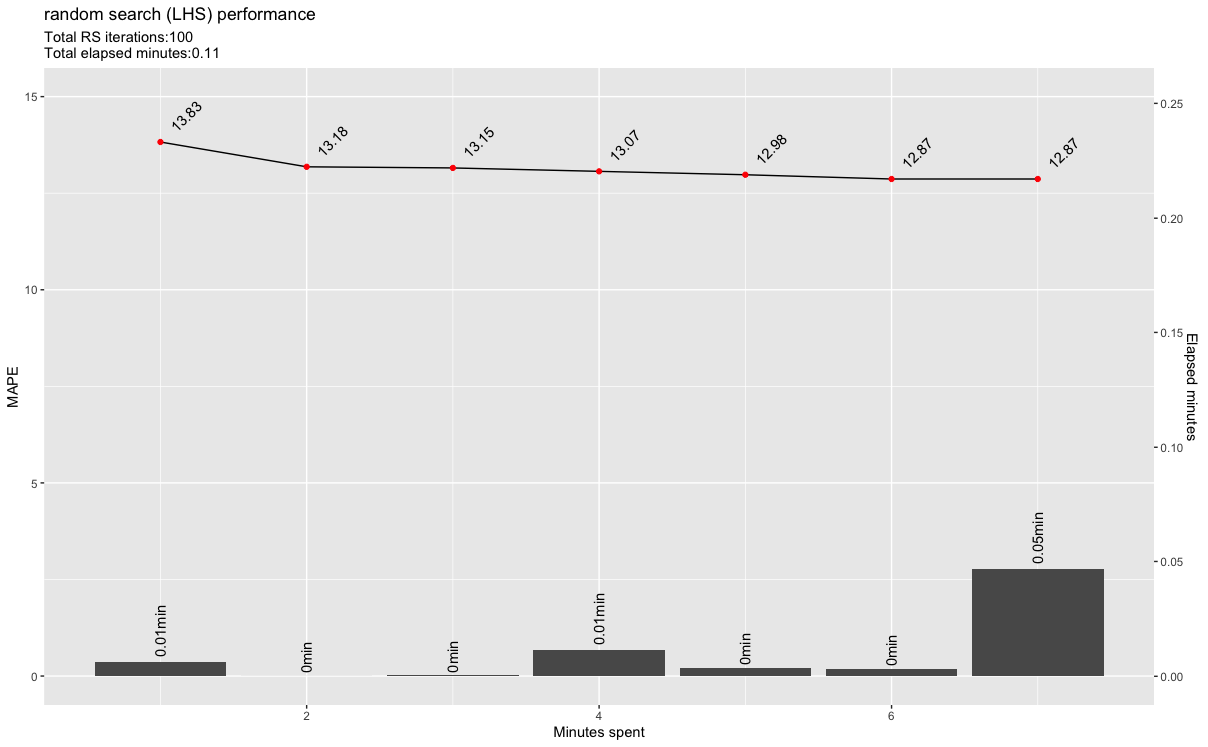 random search (LHS) performance
Total RS iterations:100
Total elapsed minutes:0.11
15
10
5
0
MAPE
13.83
13.18
13.15
13.07
12.98
12.87
12.87
0.01min
0min
0min
0.01min
0min
0min
0.05min
0.25
0.20
0.15
0.10
0.05
0.00
Elapsed minutes
2
4
6
Minutes spent